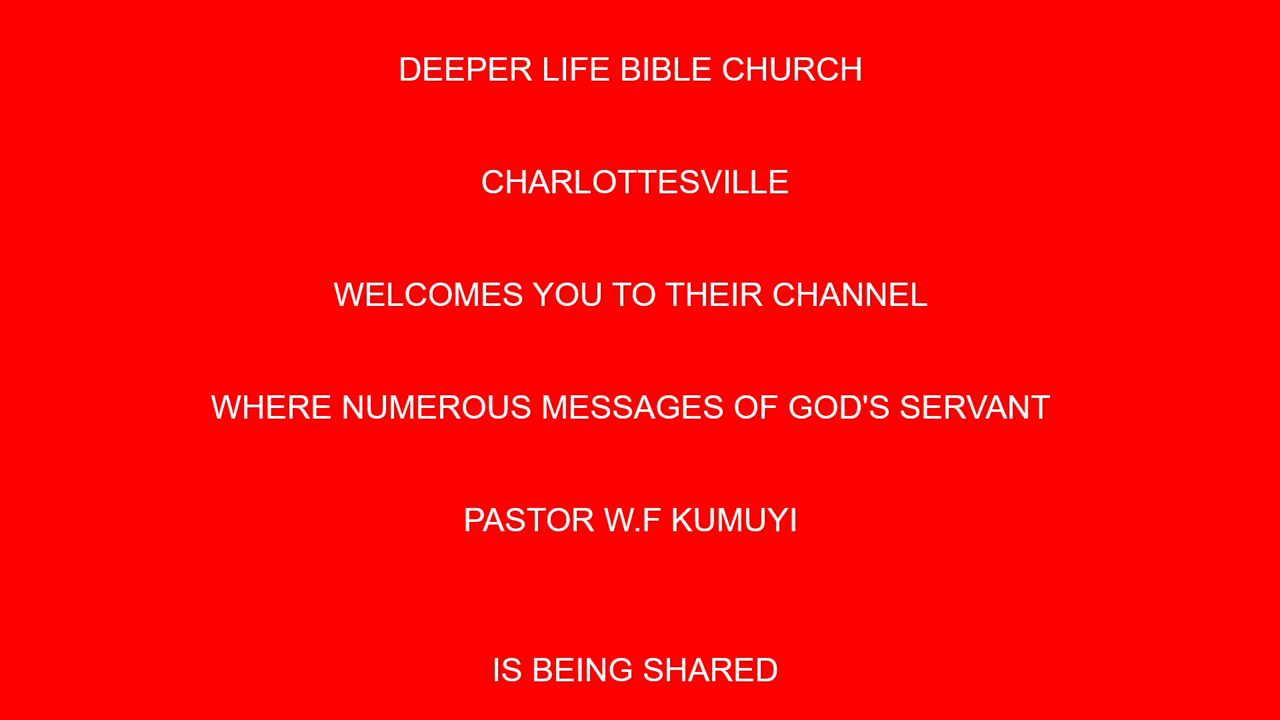 DEEPER LIFE BIBLE CHURCH
CHARLOTTESVILLE
WELCOMES YOU TO THEIR CHANNEL
WHERE NUMEROUS MESSAGES OF GOD'S SERVANT
PASTOR W.F KUMUYI
IS BEING SHARED